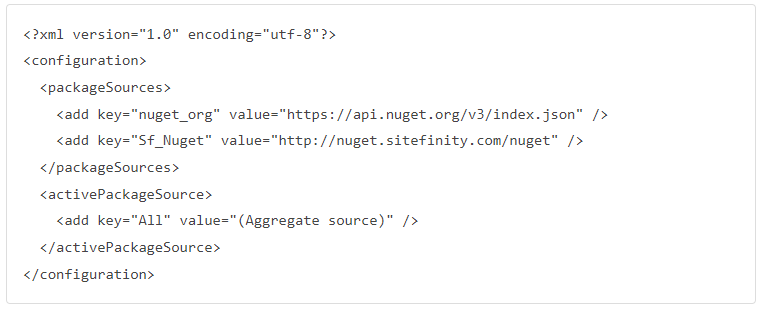 <?xml version="1.0" encoding="utf-8"?>
<configuration>
  <packageSources>
    <add key="nuget_org" value="https://api.nuget.org/v3/index.json" />
    <add key="Sf_Nuget" value="http://nuget.sitefinity.com/nuget" />
  </packageSources>
  <activePackageSource>
    <add key="All" value="(Aggregate source)" />
  </activePackageSource>
</configuration>